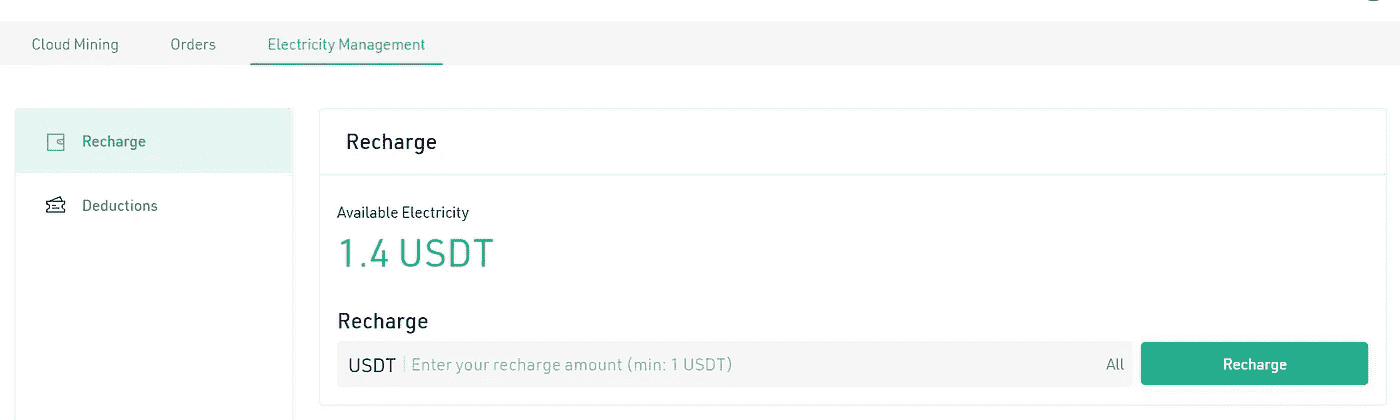 Cloud Mining Orders Electricity Management
Recharge
Deductions
Recharge
Available Electricity
1.4 USDT
Recharge
USDT Enter your recharge amount (min: 1 USDT) All Recharge